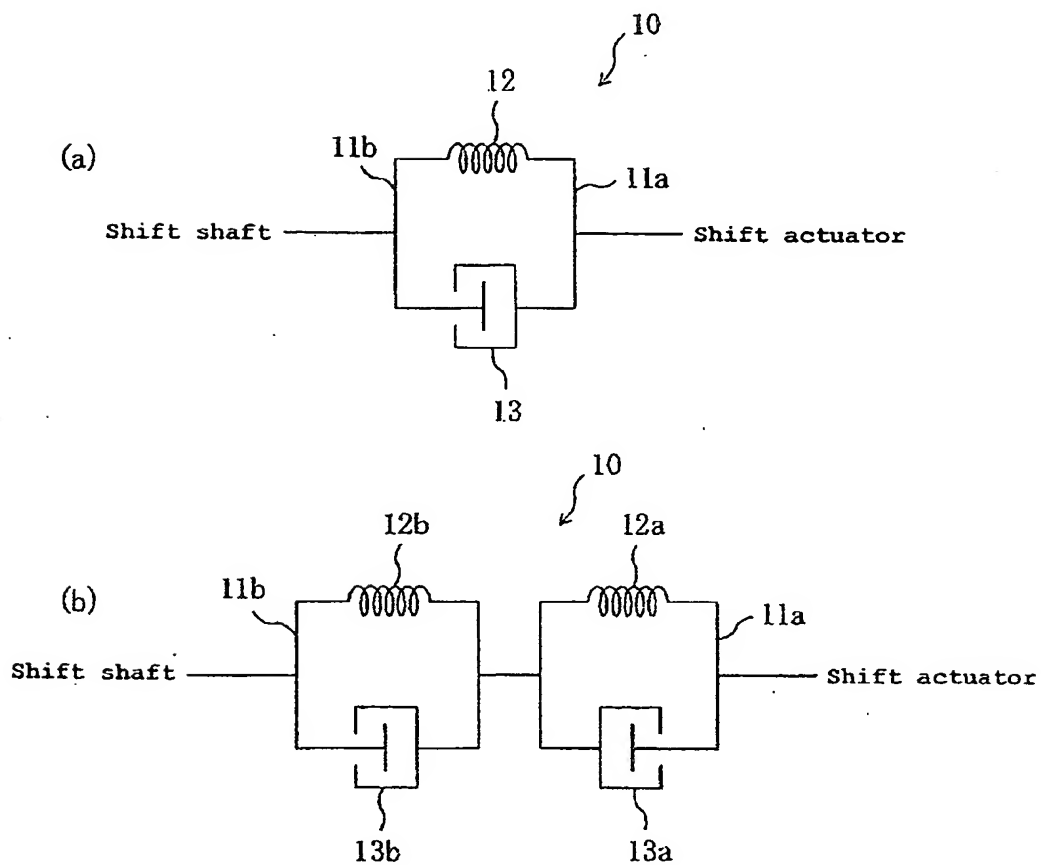 10
12
(a)
11b
11a
Shift shaft
Shift actuator
13
10
12b
12a
(b)
11b
11a
Shift shaft
Shift actuator
13b
13a